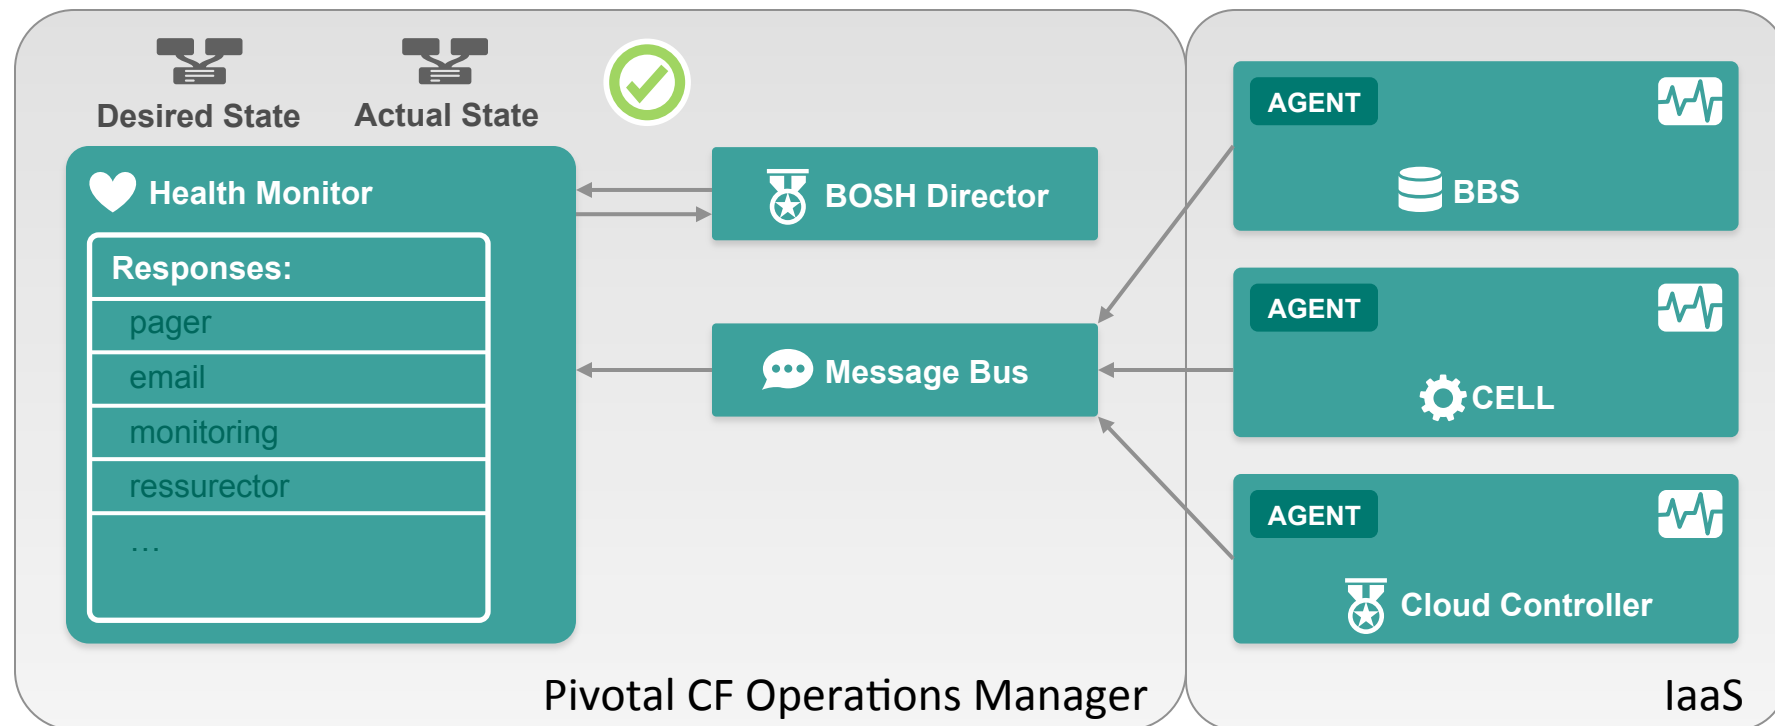 Desired State
Actual State
Health Monitor
Responses:
pager
email
monitoring
ressurector
...
BOSH Director
Message Bus
Pivotal CF Operations Manager
AGENT
BBS
AGENT
CELL
AGENT
Cloud Controller
IaaS